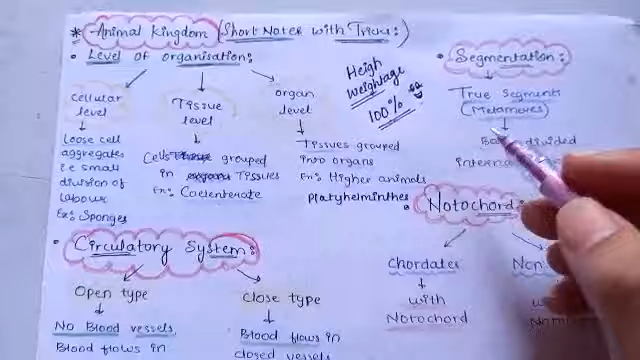 * Animal Kingdom (Short Notes with Tricks:)
• Level of organisation:
Cellular
level
Loose cell
aggregates
i.e small
division of
labour
Ex: Sponges
Tissue
level
Cells grouped
in Tissues
Ex: Coelenterate
organ
level
Tissues grouped
into organs
Ex: Higher animals
Platyhelminthes
Heigh
Weightage
100%
• Segmentation:
True Segments
(Metameres)
divided
• Notochord:
Chordates
with
Notochord
Non
• Circulatory System:
Open type
No Blood vessels
Blood flows in
Close type
Blood flows in
closed vessels